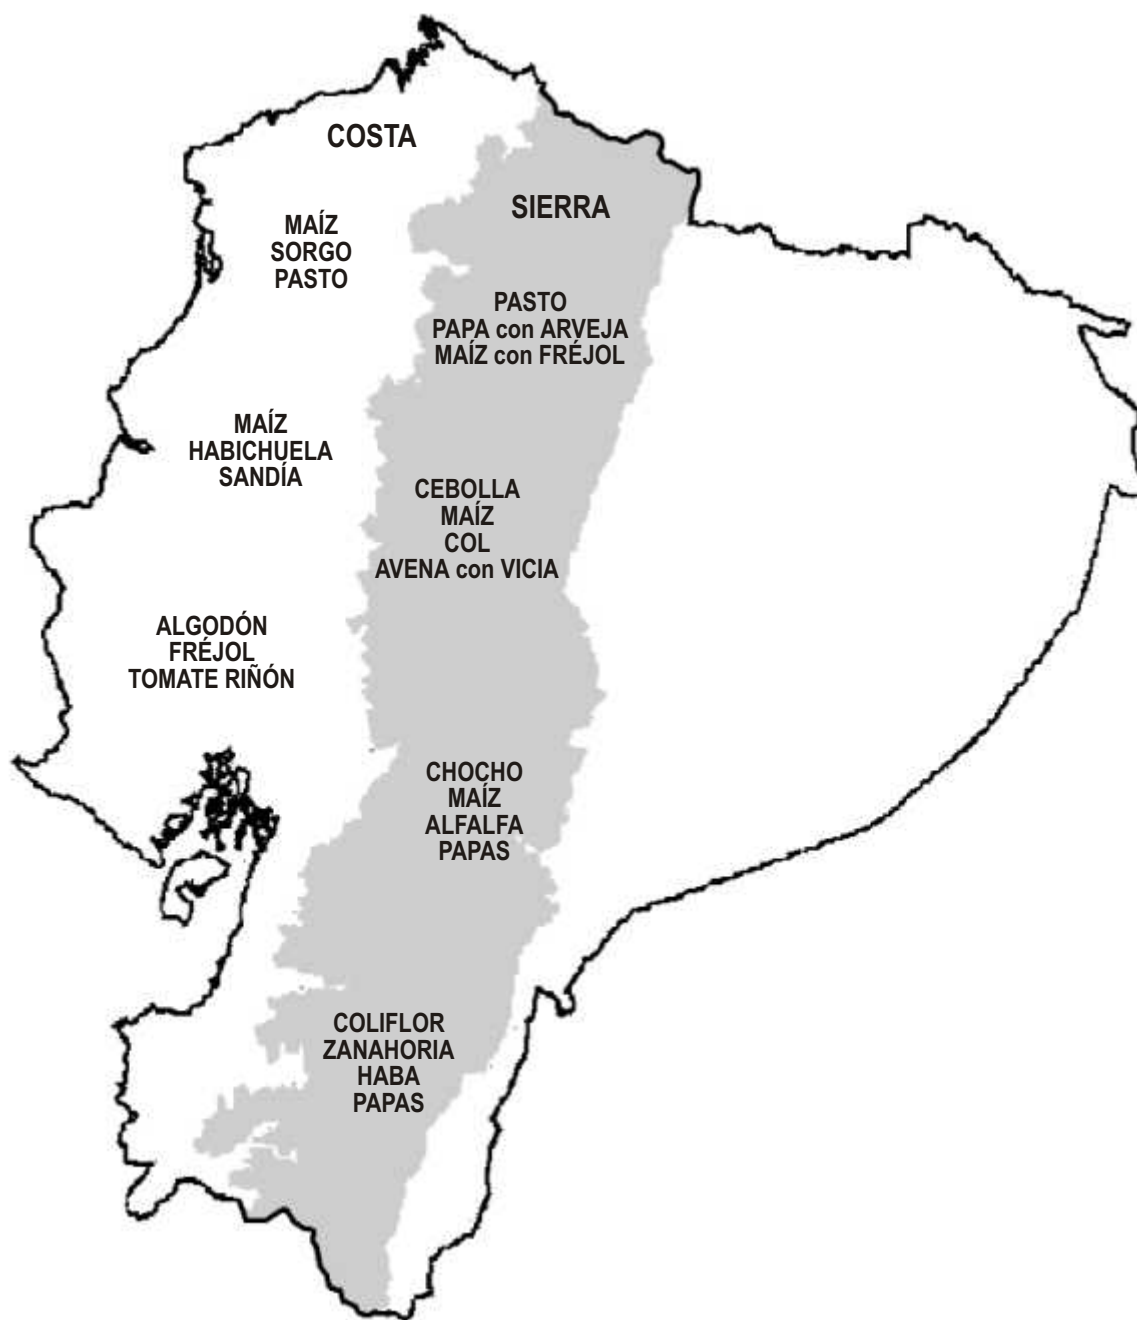 COSTA
MAÍZ
SORGO
PASTO
MAÍZ
HABICHUELA
SANDÍA
ALGODÓN
FRÉJOL
TOMATE RIÑÓN
SIERRA
PASTO
PAPA con ARVEJA
MAÍZ con FRÉJOL
CEBOLLA
MAÍZ
COL
AVENA con VICIA
CHOCHO
MAÍZ
ALFALFA
PAPAS
COLIFLOR
ZANAHORIA
HABA
PAPAS